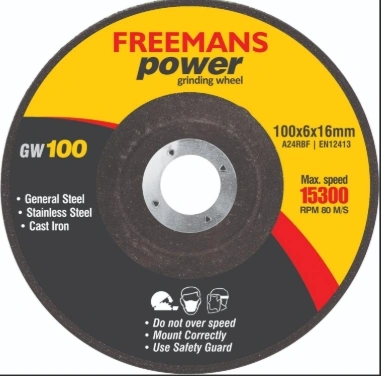 FREEMANS
power
grinding wheel
GW100
100x6x16mm
A24RBF | EN12413
Max. speed
15300
RPM 80 M/S
• General Steel
• Stainless Steel
• Cast Iron
• Do not over speed
• Mount Correctly
• Use Safety Guard